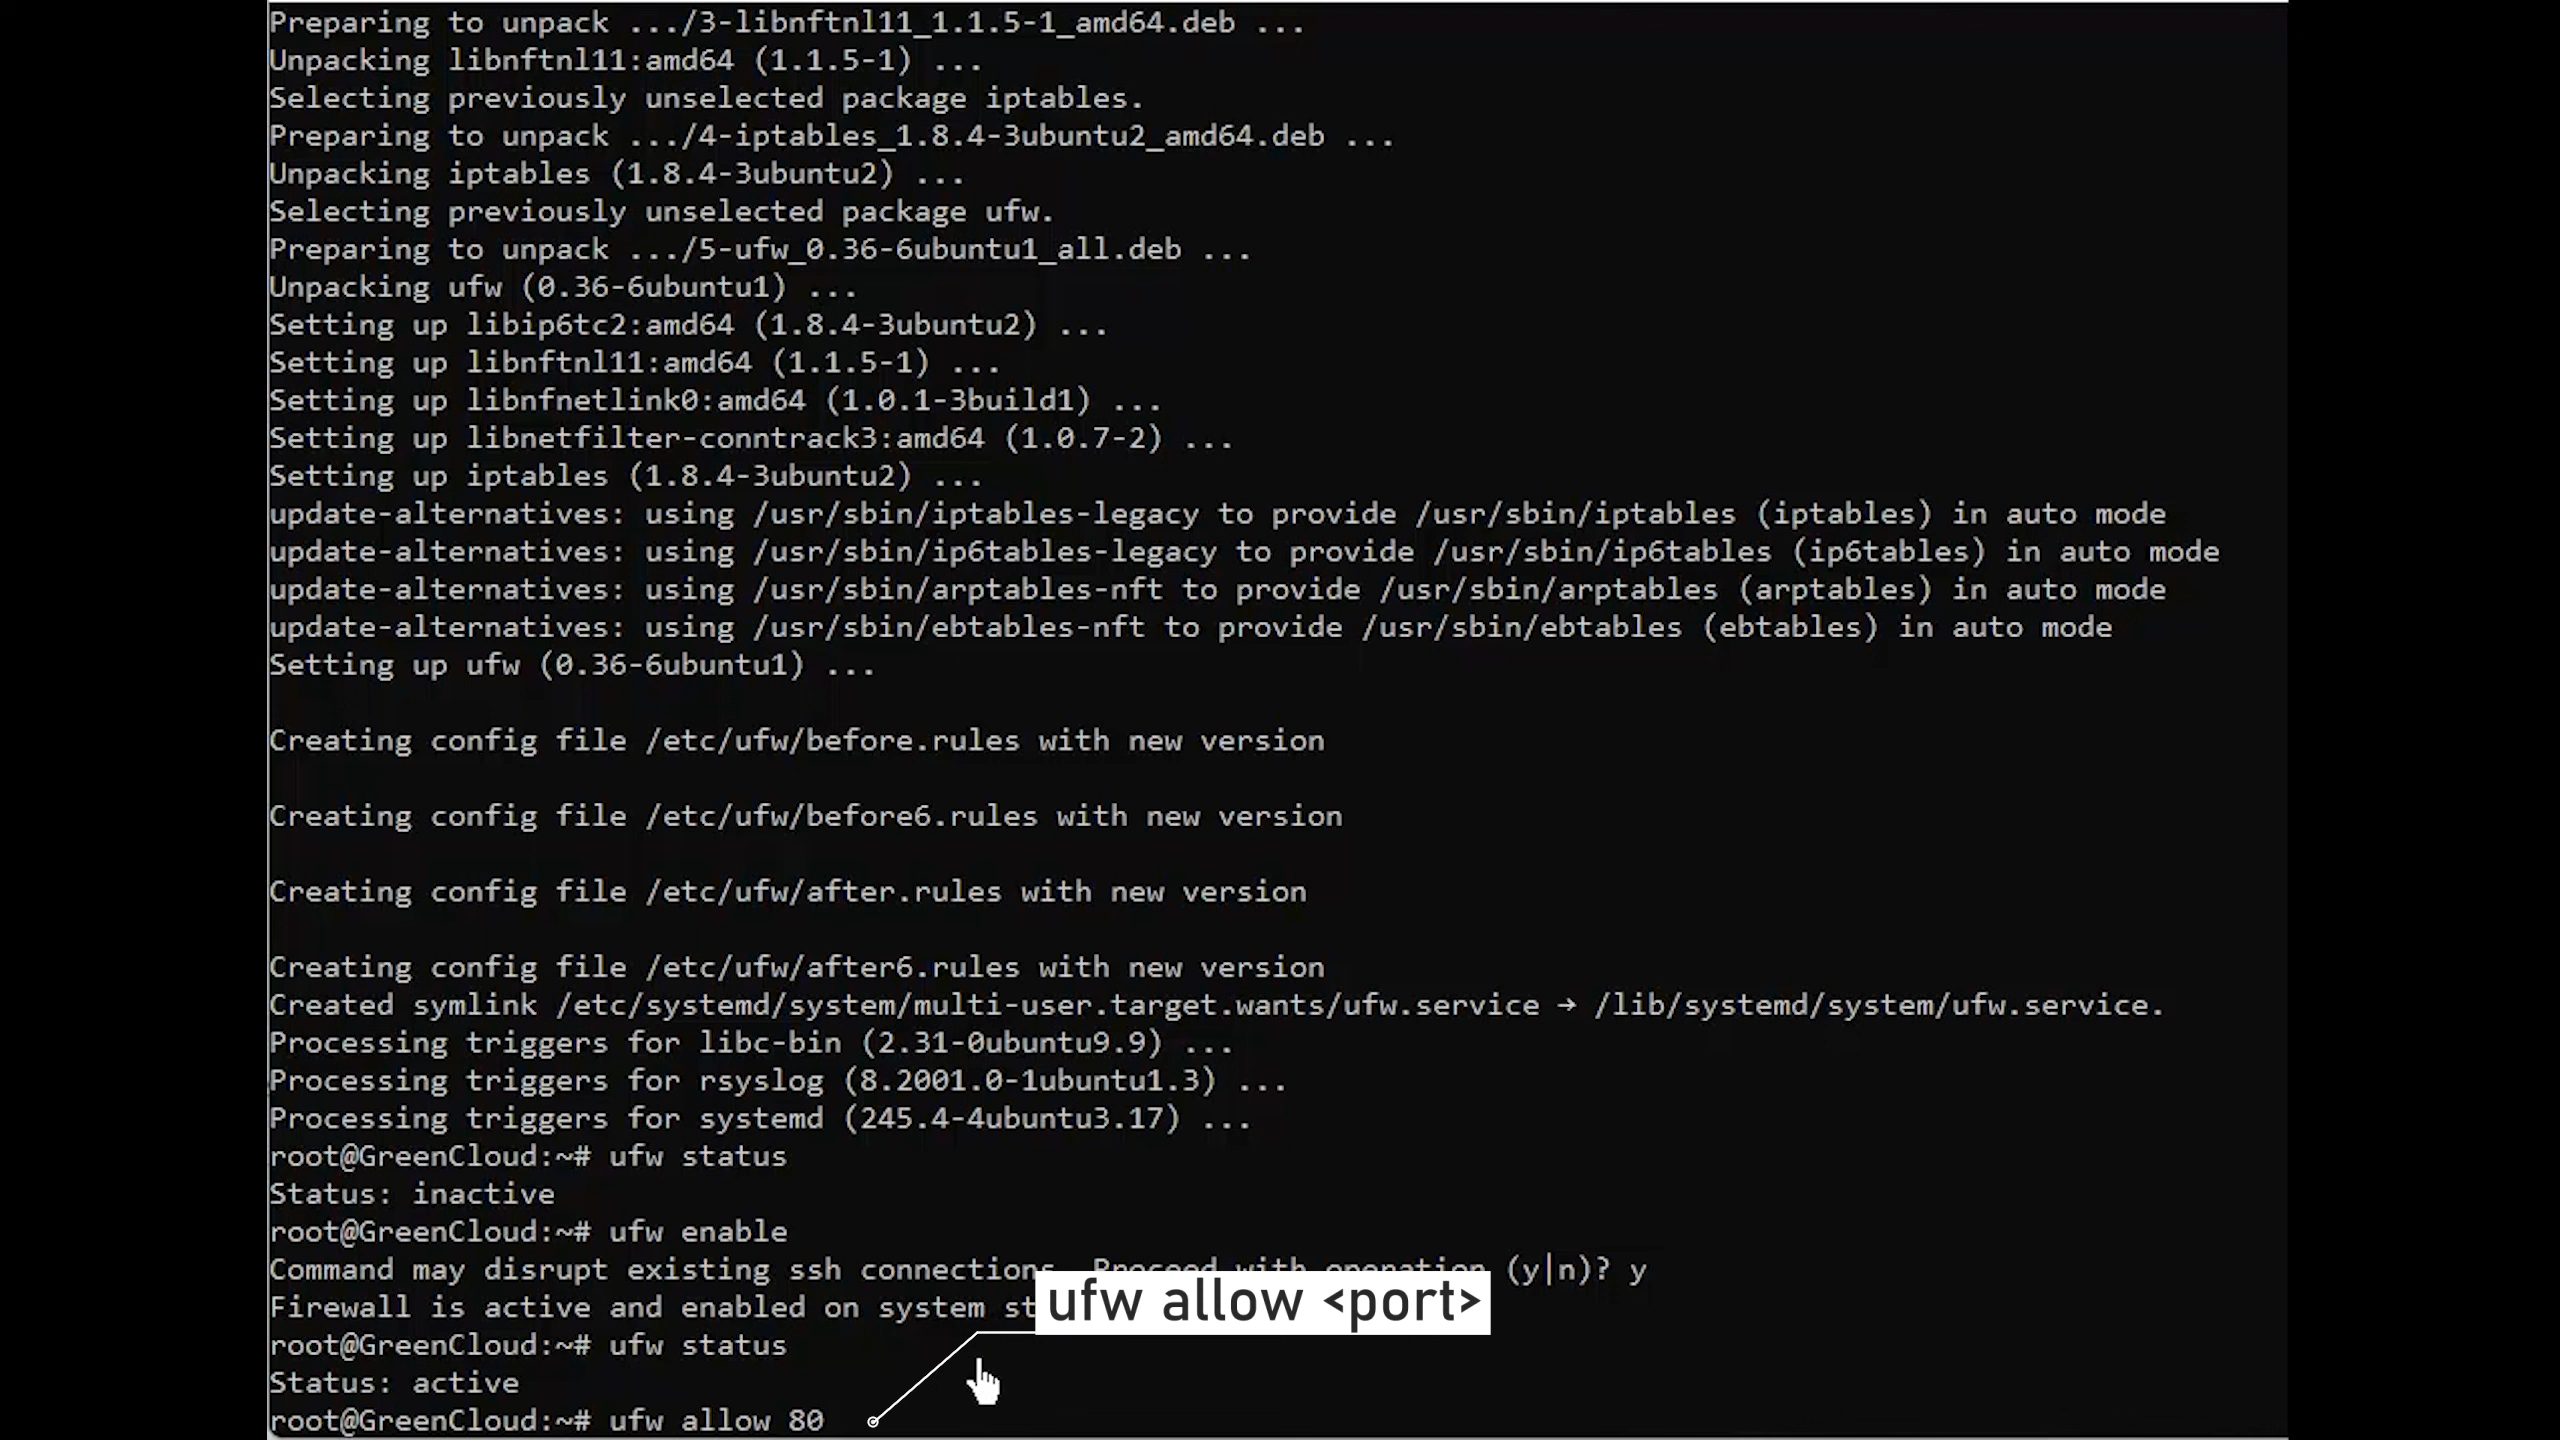 Preparing to unpack .../3-libnftnl11_1.1.5-1_amd64.deb ...
Unpacking libnftnl11:amd64 (1.1.5-1) ...
Selecting previously unselected package iptables.
Preparing to unpack .../4-iptables_1.8.4-3ubuntu2_amd64.deb ...
Unpacking iptables (1.8.4-3ubuntu2) ...
Selecting previously unselected package ufw.
Preparing to unpack .../5-ufw_0.36-6ubuntu1_all.deb ...
Unpacking ufw (0.36-6ubuntu1) ...
Setting up libip6tc2:amd64 (1.8.4-3ubuntu2) ...
Setting up libnftnl11:amd64 (1.1.5-1) ...
Setting up libnfnetlink0:amd64 (1.0.1-3build1) ...
Setting up libnetfilter-conntrack3:amd64 (1.0.7-2) ...
Setting up iptables (1.8.4-3ubuntu2) ...
update-alternatives: using /usr/sbin/iptables-legacy to provide /usr/sbin/iptables (iptables) in auto mode
update-alternatives: using /usr/sbin/ip6tables-legacy to provide /usr/sbin/ip6tables (ip6tables) in auto mode
update-alternatives: using /usr/sbin/arptables-nft to provide /usr/sbin/arptables (arptables) in auto mode
update-alternatives: using /usr/sbin/ebtables-nft to provide /usr/sbin/ebtables (ebtables) in auto mode
Setting up ufw (0.36-6ubuntu1) ...
Creating config file /etc/ufw/before.rules with new version
Creating config file /etc/ufw/before6.rules with new version
Creating config file /etc/ufw/after.rules with new version
Creating config file /etc/ufw/after6.rules with new version
Created symlink /etc/systemd/system/multi-user.target.wants/ufw.service → /lib/systemd/system/ufw.service.
Processing triggers for libc-bin (2.31-0ubuntu9.9) ...
Processing triggers for rsyslog (8.2001.0-1ubuntu1.3) ...
Processing triggers for systemd (245.4-4ubuntu3.17) ...
root@GreenCloud:~# ufw status
Status: inactive
root@GreenCloud:~# ufw enable
Command may disrupt existing ssh connections. Proceed with operation (y|n)? y
Firewall is active and enabled on system st
ufw allow <port>
root@GreenCloud:~# ufw status
Status: active
root@GreenCloud:~# ufw allow 80